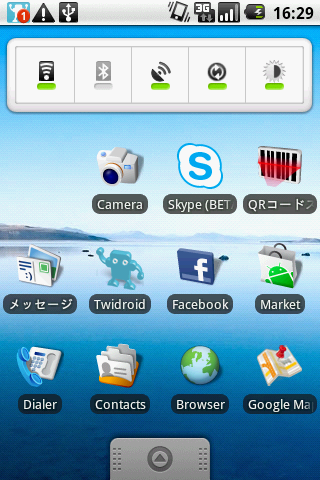 1
3G
16:29
S
Camera
Skype (BET
QRコードス
メッセージ
Twidroid
Facebook
Market
Dialer
Contacts
Browser
Google Ma